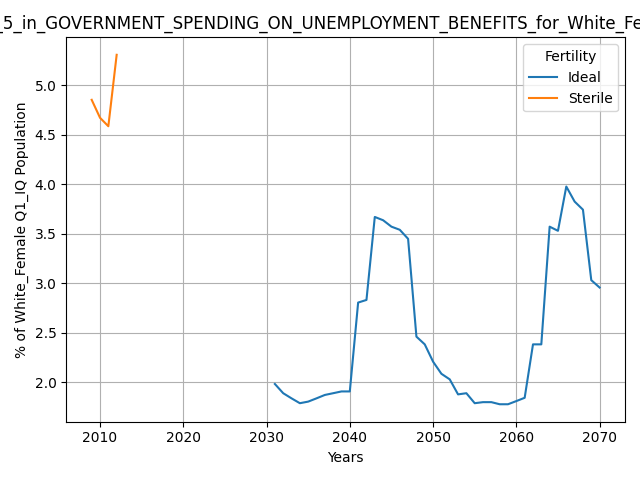 _5_in_GOVERNMENT_SPENDING_ON_UNEMPLOYMENT_BENEFITS_for_White_Fe
Fertility
Ideal
Sterile
% of White_Female Q1_IQ Population
5.0
4.5
4.0
3.5
3.0
2.5
2.0
2010 2020 2030 2040 2050 2060 2070
Years